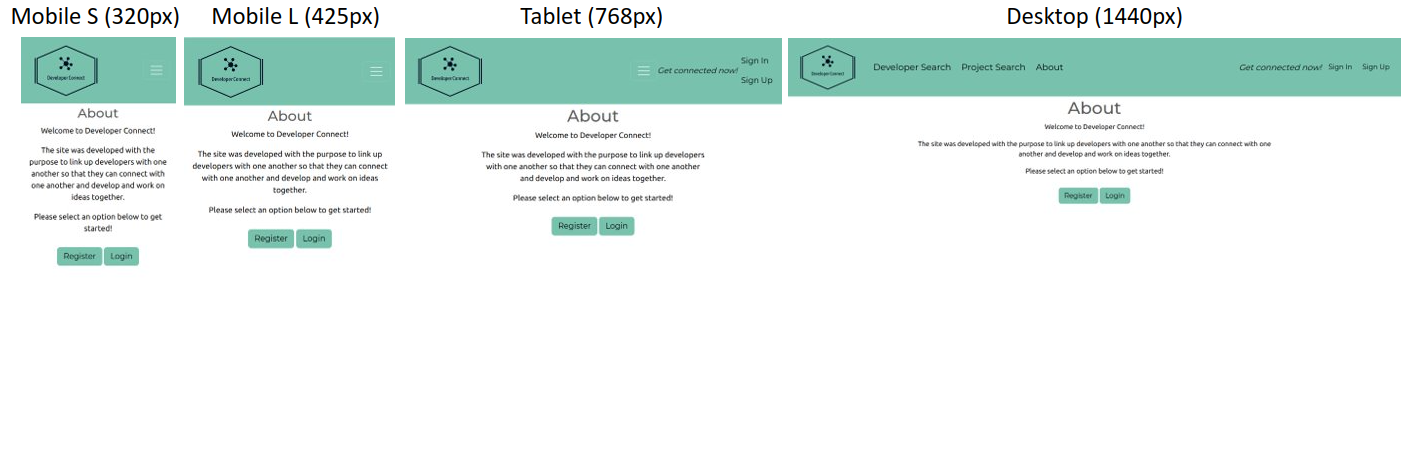 Mobile S (320px)
Developer Connect
About
Welcome to Developer Connect!
The site was developed with the
purpose to link up developers with one
another so that they can connect with
one another and develop and work on
ideas together.
Please select an option below to get
started!
Register Login
Mobile L (425px)
Developer Connect
About
Welcome to Developer Connect!
The site was developed with the purpose to link up
developers with one another so that they can connect
with one another and develop and work on ideas
together.
Please select an option below to get started!
Register Login
Tablet (768px)
Developer Connect
Get connected now!
Sign In
Sign Up
About
Welcome to Developer Connect!
The site was developed with the purpose to link up developers
with one another so that they can connect with one another
and develop and work on ideas together.
Please select an option below to get started!
Register Login
Desktop (1440px)
Developer Connect
Developer Search Project Search About
Get connected now! Sign In Sign Up
About
Welcome to Developer Connect!
The site was developed with the purpose to link up developers with one another so that they can connect with one
another and develop and work on ideas together.
Please select an option below to get started!
Register Login